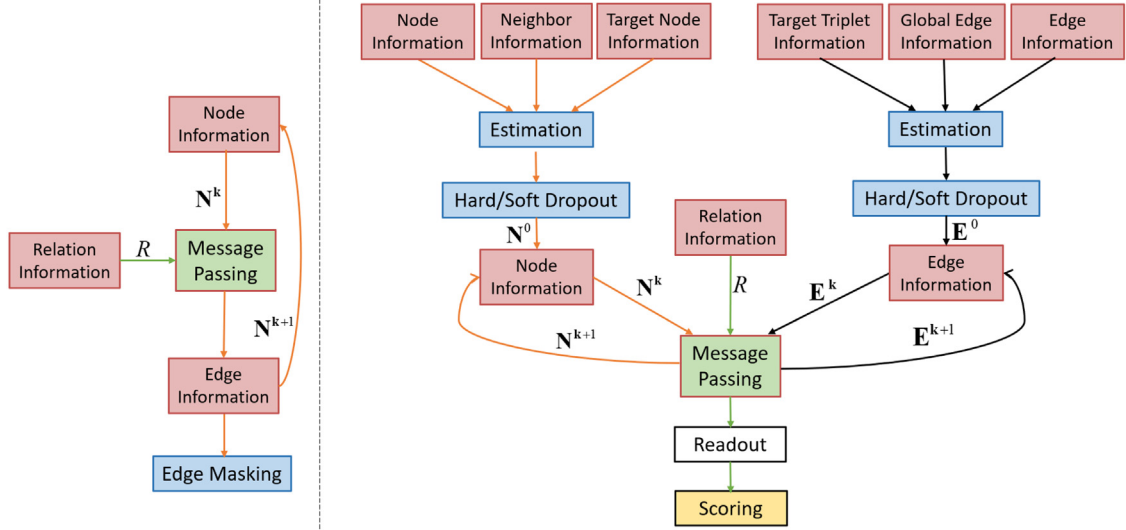 Node
Information
N^k
Relation
Information
R
Message
Passing
N^{k+1}
Edge
Information
Edge Masking
Node
Information
Neighbor
Information
Target Node
Information
Target Triplet
Information
Global Edge
Information
Edge
Information
Estimation
Estimation
Hard/Soft Dropout
Hard/Soft Dropout
N^0
E^0
Relation
Information
Node
Information
Edge
Information
N^k
R
E^k
N^{k+1}
E^{k+1}
Message
Passing
Readout
Scoring